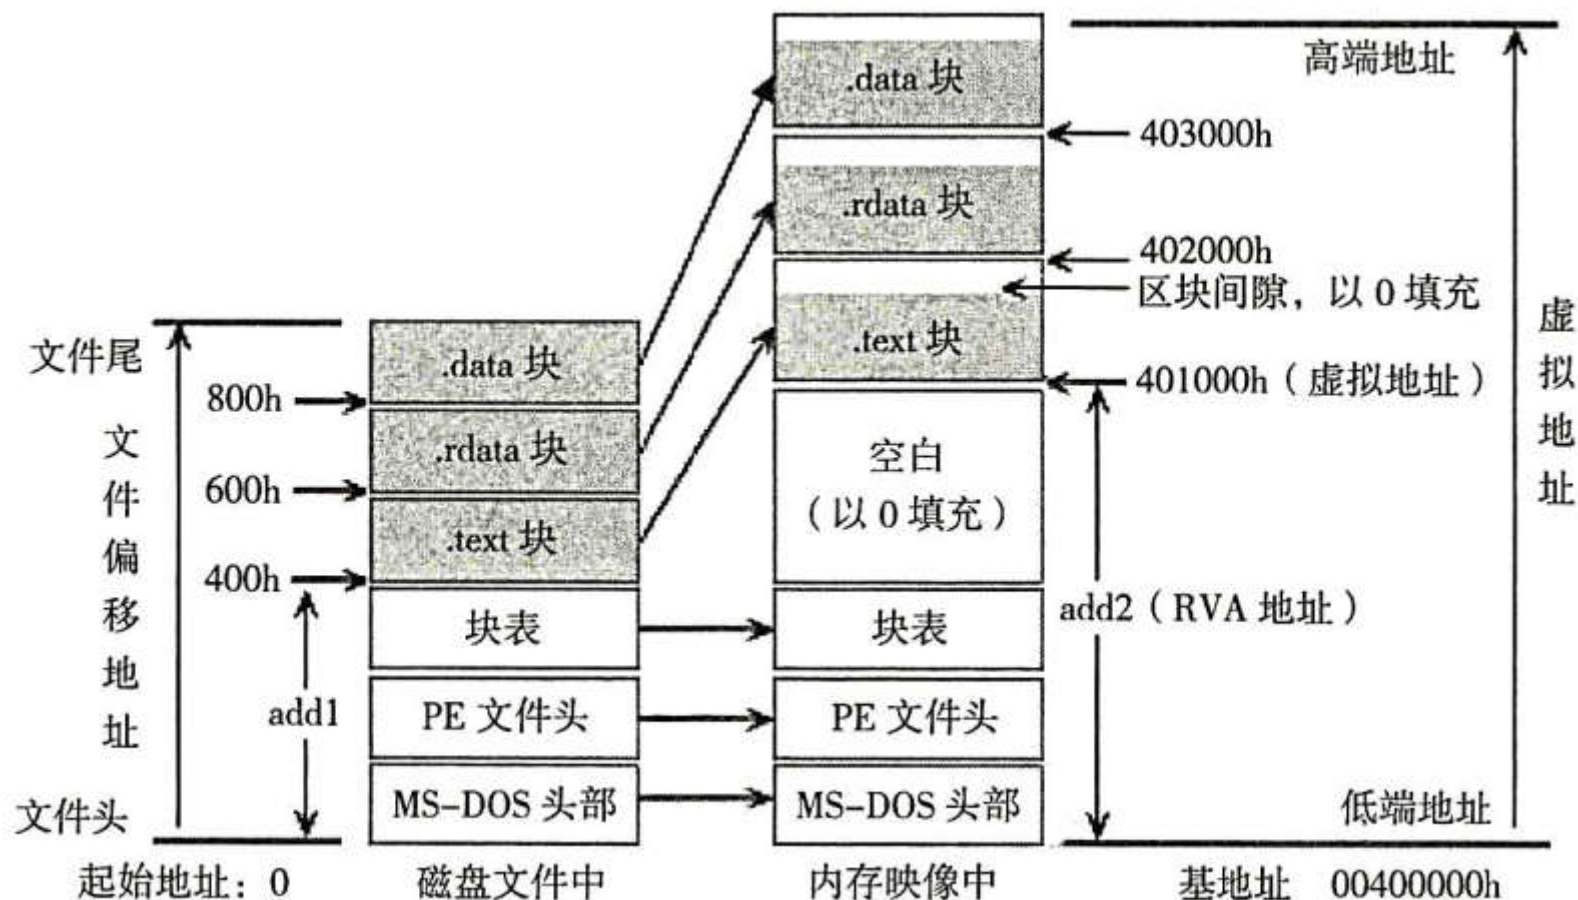 高端地址
.data 块
403000h
.rdata 块
402000h
区块间隙，以 0 填充
.text 块
401000h（虚拟地址）
虚拟地址
文件尾
.data 块
800h
.rdata 块
600h
.text 块
400h
文件偏移地址
空白
（以 0 填充）
块表
块表
add2（RVA 地址）
add1
PE 文件头
PE 文件头
MS-DOS 头部
MS-DOS 头部
文件头
低端地址
起始地址：0
磁盘文件中
内存映像中
基地址 00400000h